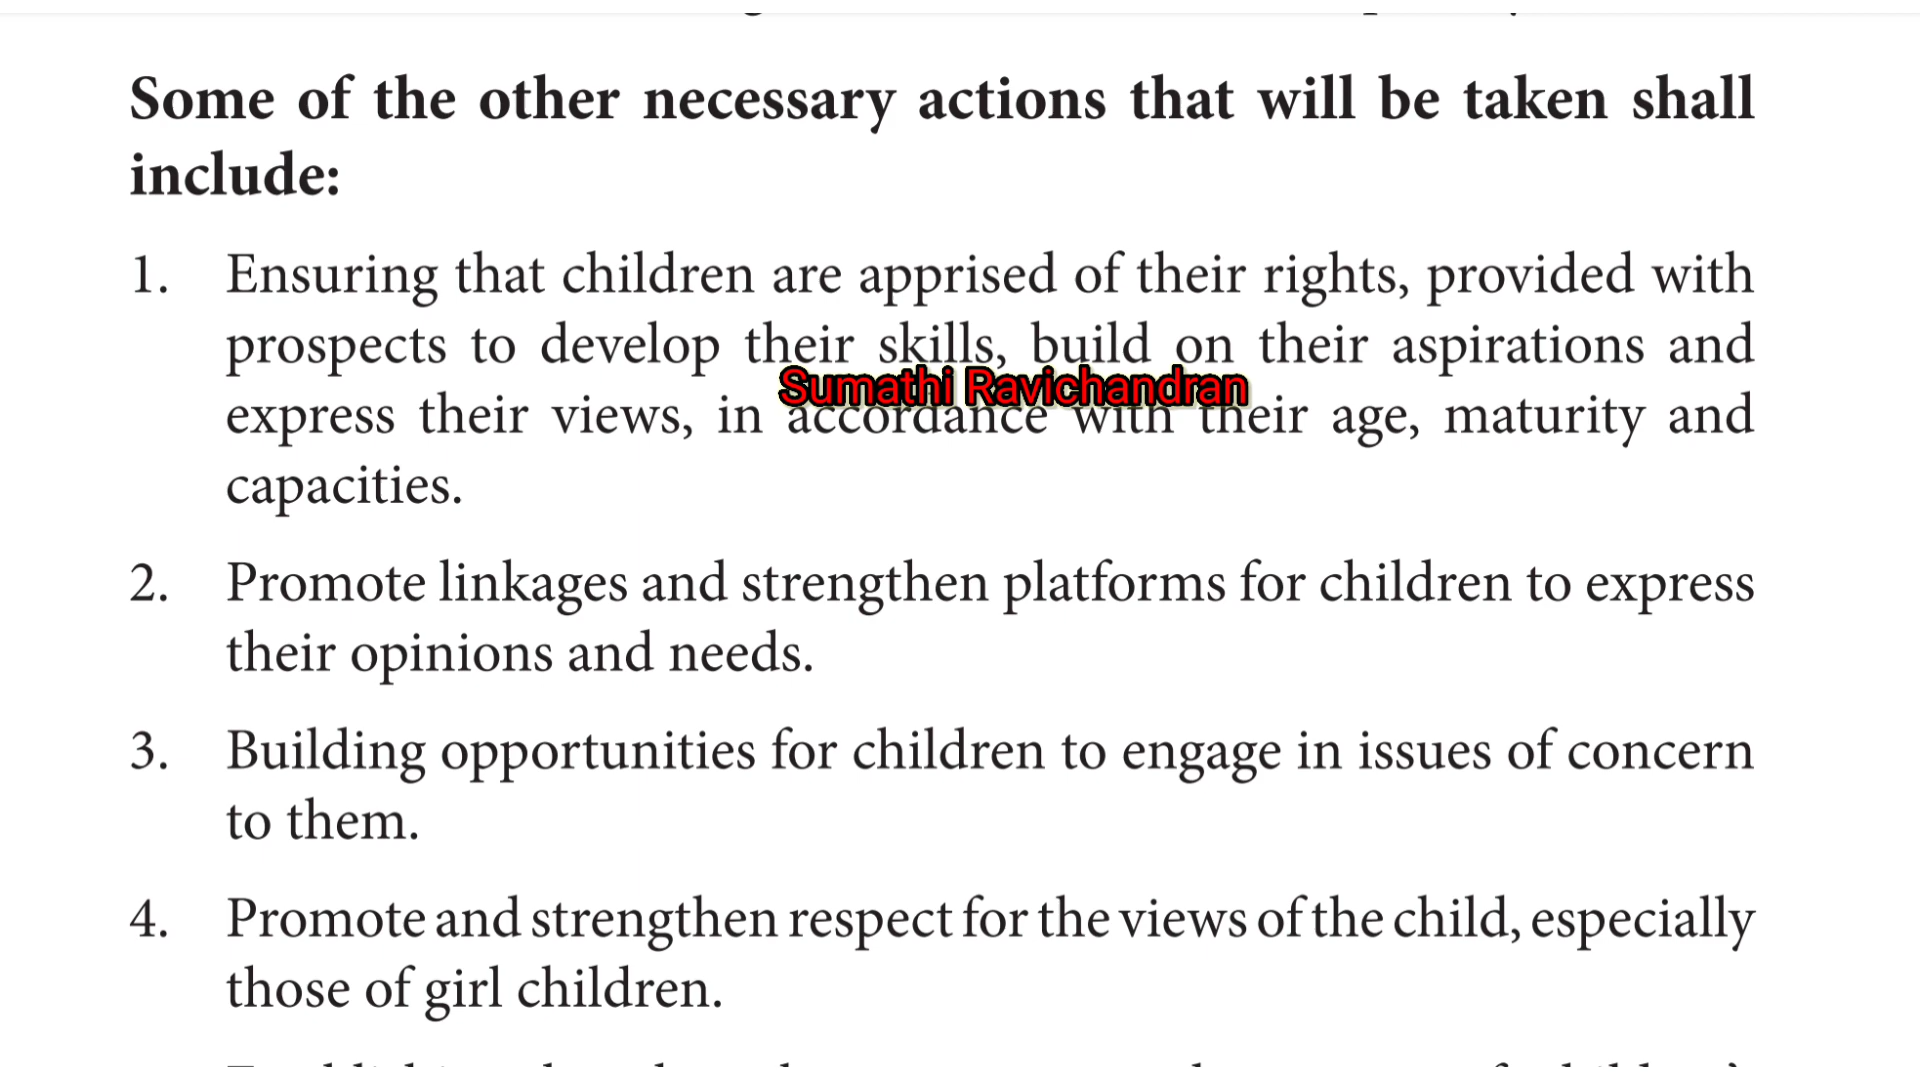 Some of the other necessary actions that will be taken shall
include:
1. Ensuring that children are apprised of their rights, provided with
prospects to develop their skills, build on their aspirations and
Sumathi Ravichandran
express their views, in accordance with their age, maturity and
capacities.
2. Promote linkages and strengthen platforms for children to express
their opinions and needs.
3. Building opportunities for children to engage in issues of concern
to them.
4. Promote and strengthen respect for the views of the child, especially
those of girl children.